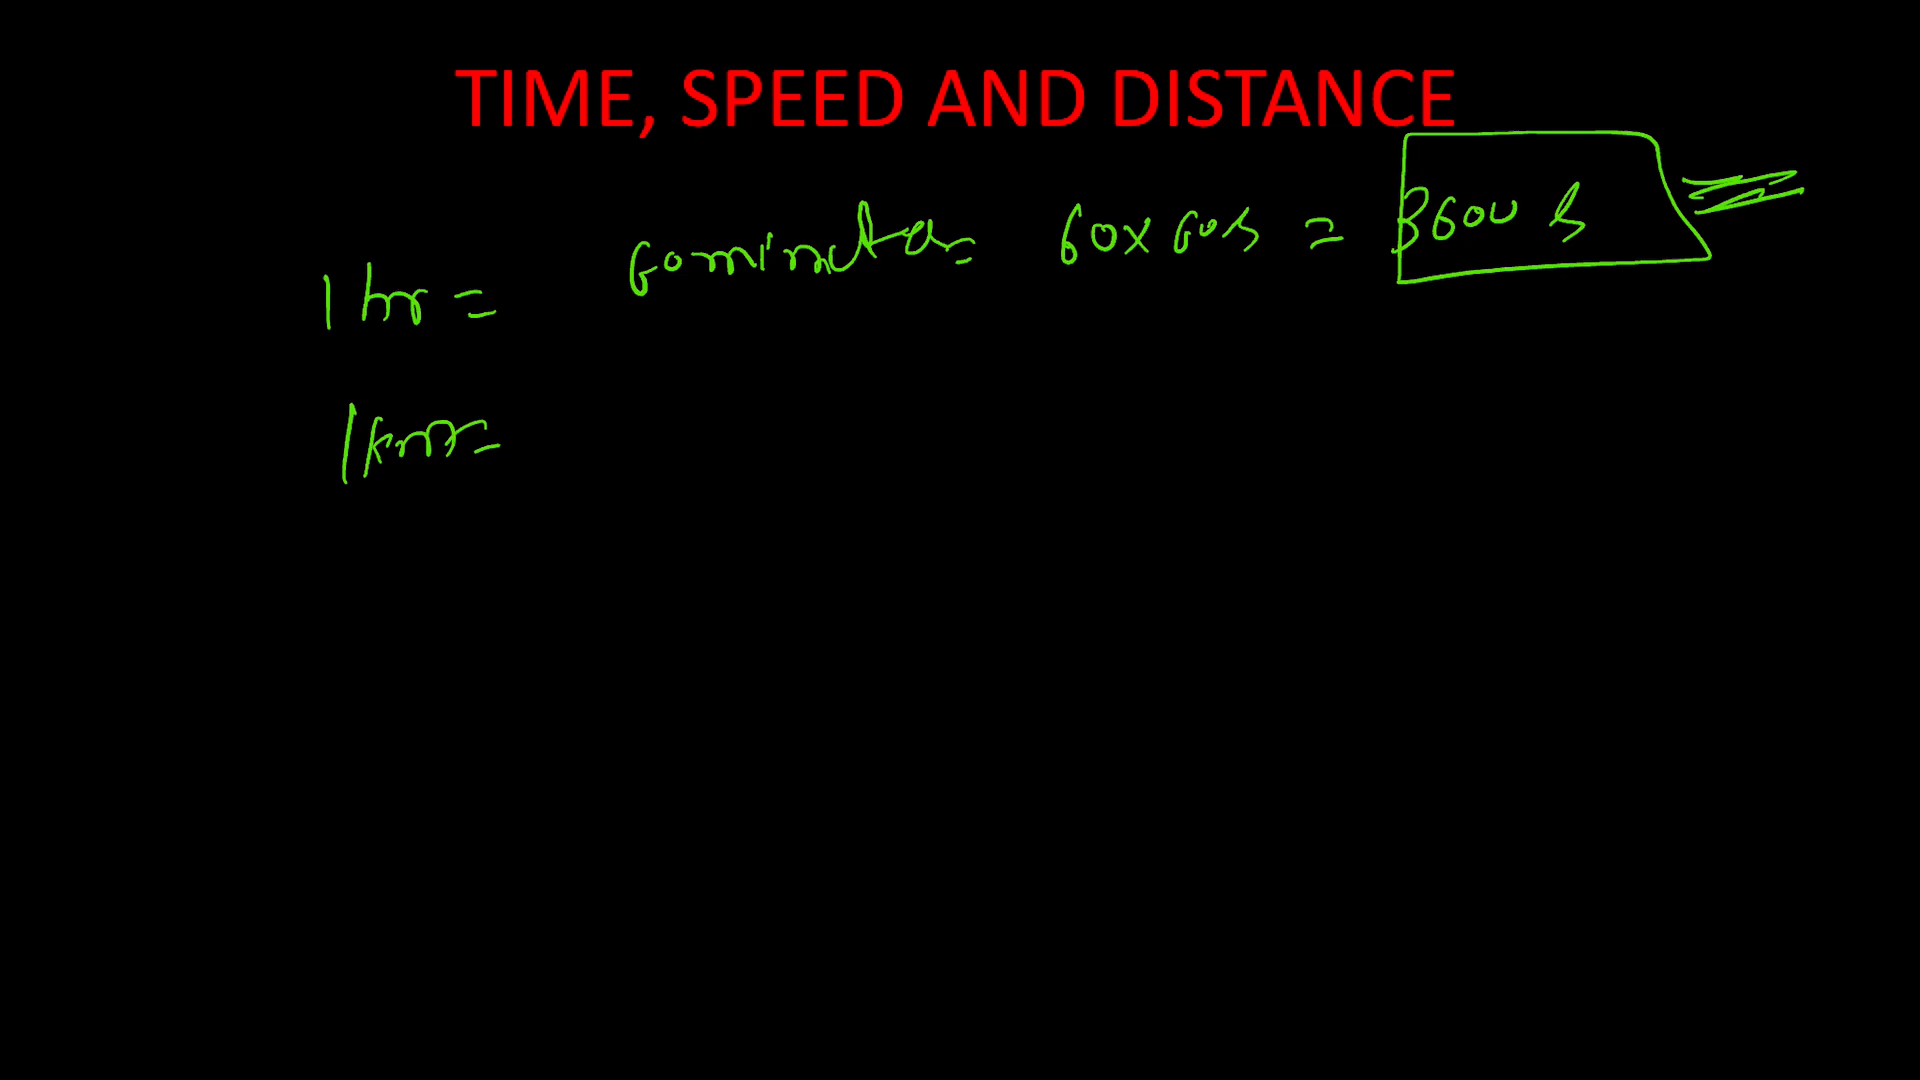 TIME, SPEED AND DISTANCE
1 hr = 60 minutes = 60 x 60 s = 3600 s
1 km =